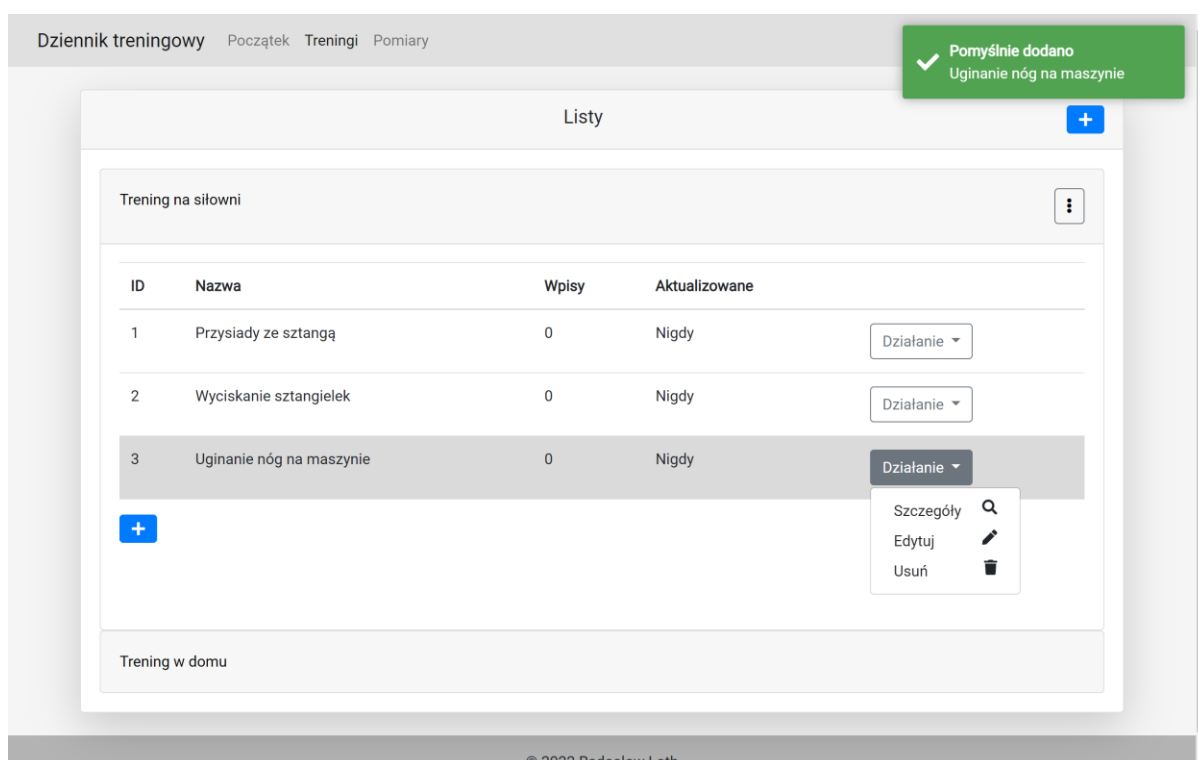 Dziennik treningowy Początek Treningi Pomiary
Pomyślnie dodano
Uginanie nóg na maszynie
Listy
Trening na siłowni
ID Nazwa Wpisy Aktualizowane
1 Przysiady ze sztangą 0 Nigdy Działanie
2 Wyciskanie sztangielek 0 Nigdy Działanie
3 Uginanie nóg na maszynie 0 Nigdy Działanie
Szczegóły
Edytuj
Usuń
Trening w domu
© 2022